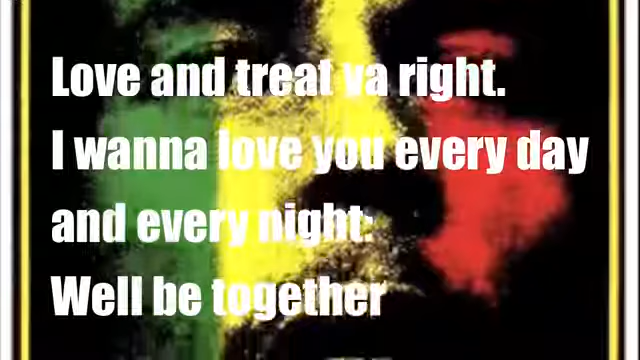 Love and treat ya right.
I wanna love you every day
and every night:
Well be together